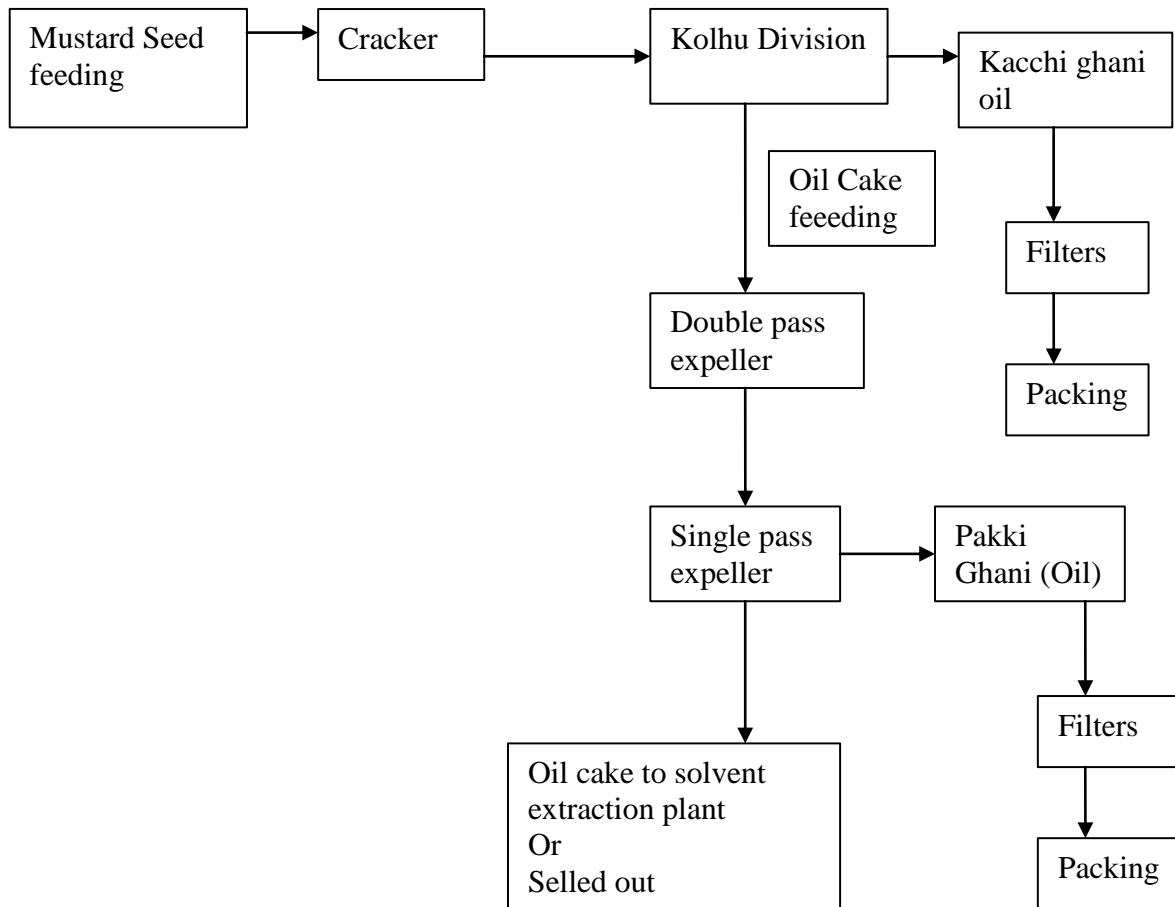 Mustard Seed
feeding
Cracker
Kolhu Division
Kacchi ghani
oil
Oil Cake
feeeding
Filters
Double pass
expeller
Packing
Single pass
expeller
Pakki
Ghani (Oil)
Filters
Oil cake to solvent
extraction plant
Or
Selled out
Packing